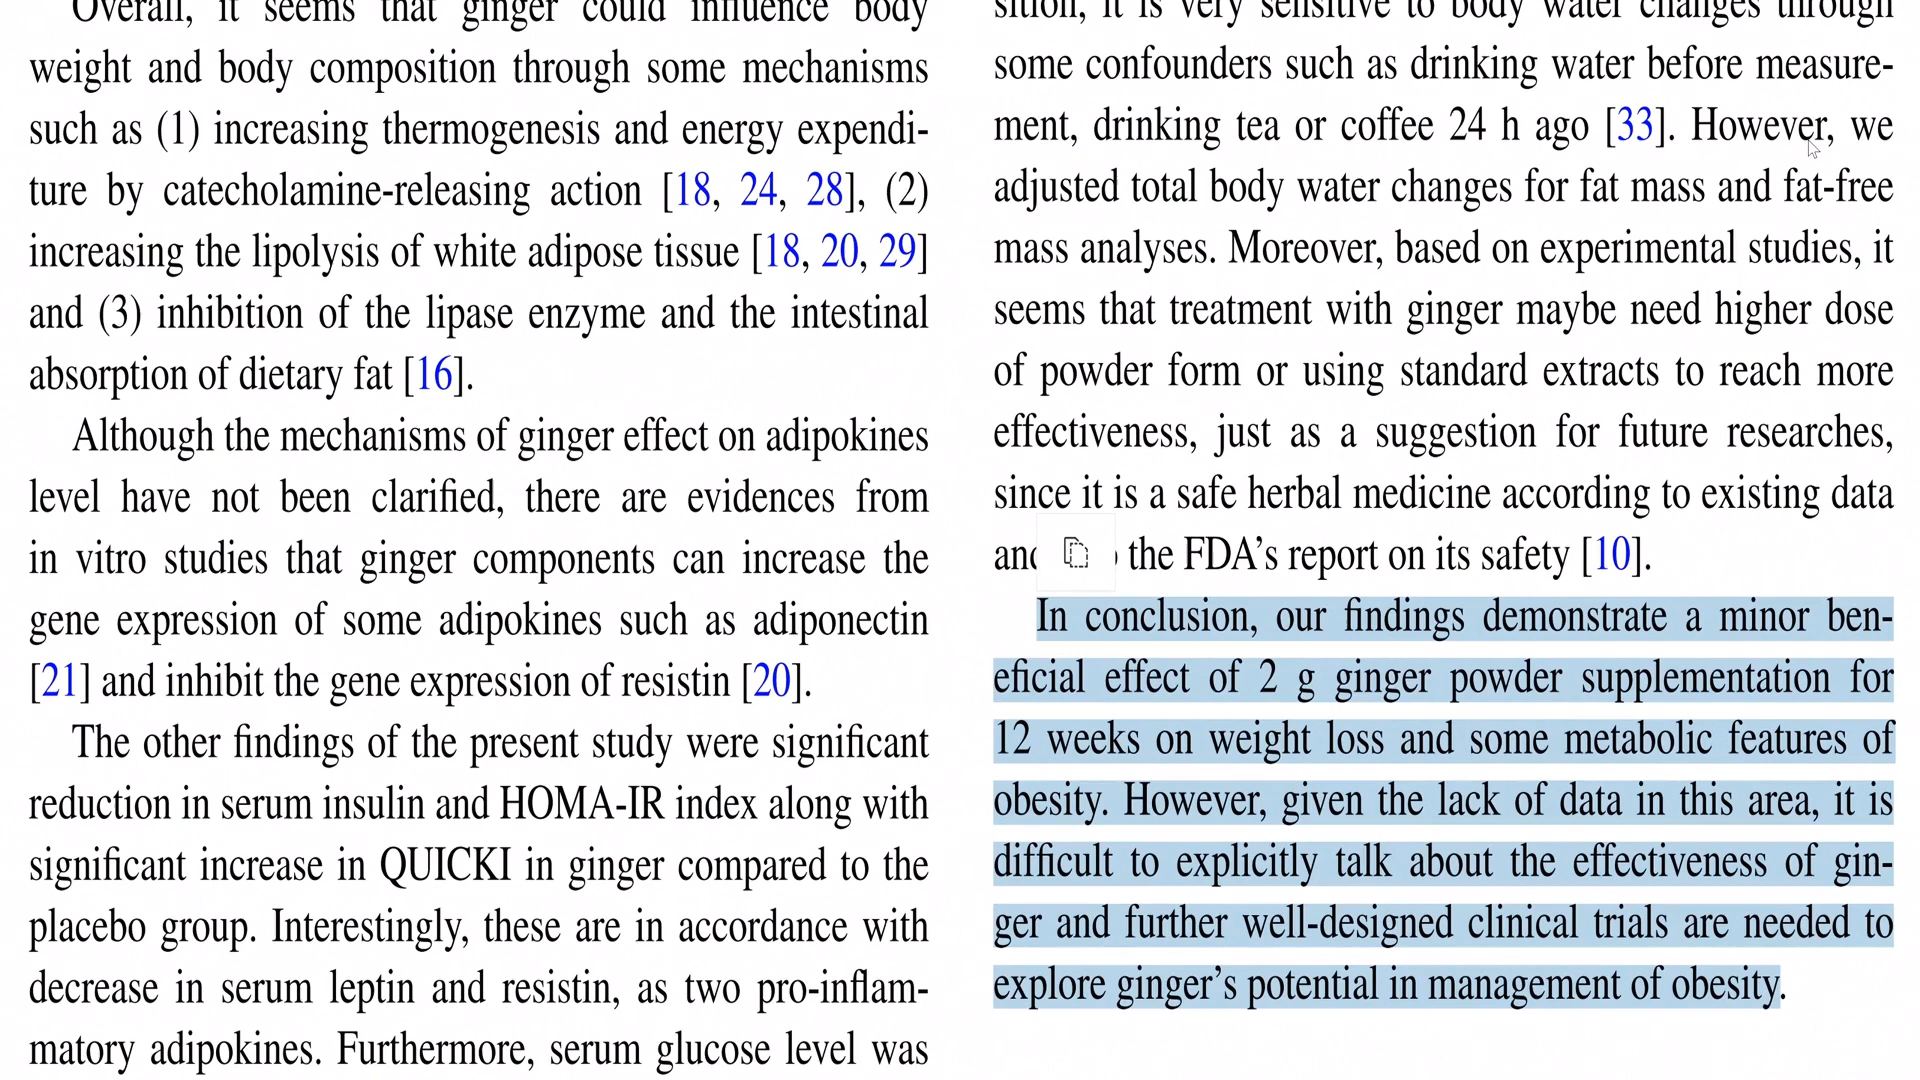 Overall, it seems that ginger could influence body
weight and body composition through some mechanisms
such as (1) increasing thermogenesis and energy expendi-
ture by catecholamine-releasing action [18, 24, 28], (2)
increasing the lipolysis of white adipose tissue [18, 20, 29]
and (3) inhibition of the lipase enzyme and the intestinal
absorption of dietary fat [16].
Although the mechanisms of ginger effect on adipokines
level have not been clarified, there are evidences from
in vitro studies that ginger components can increase the
gene expression of some adipokines such as adiponectin
[21] and inhibit the gene expression of resistin [20].
The other findings of the present study were significant
reduction in serum insulin and HOMA-IR index along with
significant increase in QUICKI in ginger compared to the
placebo group. Interestingly, these are in accordance with
decrease in serum leptin and resistin, as two pro-inflam-
matory adipokines. Furthermore, serum glucose level was
sition, it is very sensitive to body water changes through
some confounders such as drinking water before measure-
ment, drinking tea or coffee 24 h ago [33]. However, we
adjusted total body water changes for fat mass and fat-free
mass analyses. Moreover, based on experimental studies, it
seems that treatment with ginger maybe need higher dose
of powder form or using standard extracts to reach more
effectiveness, just as a suggestion for future researches,
since it is a safe herbal medicine according to existing data
the FDA's report on its safety [10].
In conclusion, our findings demonstrate a minor ben-
eficial effect of 2 g ginger powder supplementation for
12 weeks on weight loss and some metabolic features of
obesity. However, given the lack of data in this area, it is
difficult to explicitly talk about the effectiveness of gin-
ger and further well-designed clinical trials are needed to
explore ginger's potential in management of obesity.